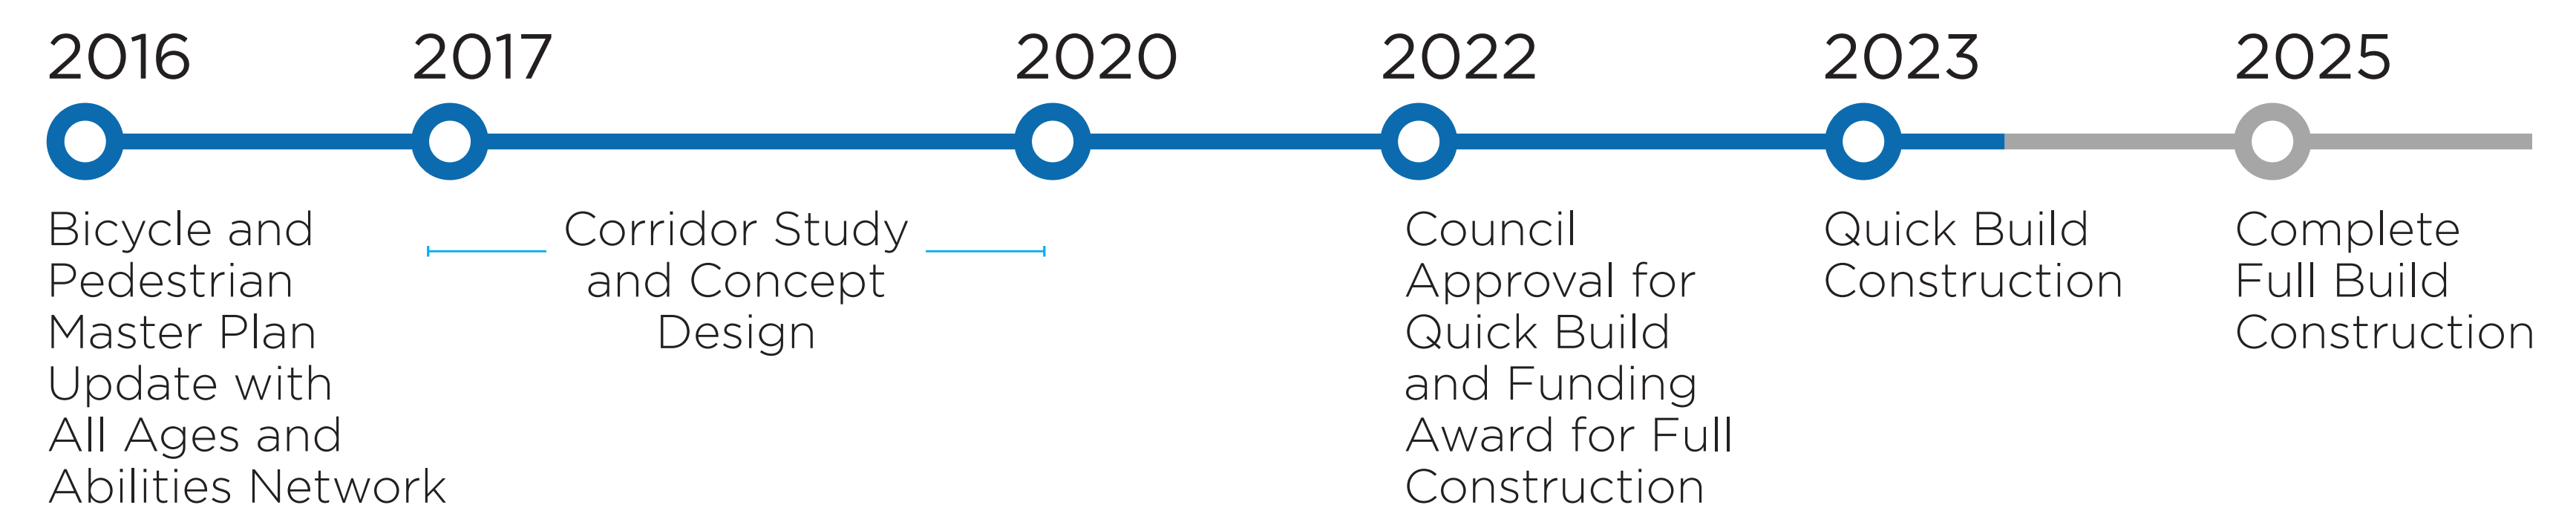 2016
2017
2020
2022
2023
2025
Bicycle and
Pedestrian
Master Plan
Update with
All Ages and
Abilities Network
Corridor Study
and Concept
Design
Council
Approval for
Quick Build
and Funding
Award for Full
Construction
Quick Build
Construction
Complete
Full Build
Construction